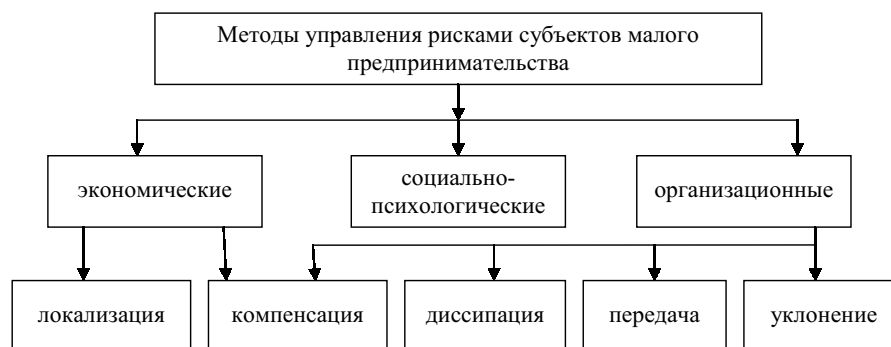 Методы управления рисками субъектов малого
предпринимательства
экономические
социально-
психологические
организационные
локализация
компенсация
диссипация
передача
уклонение